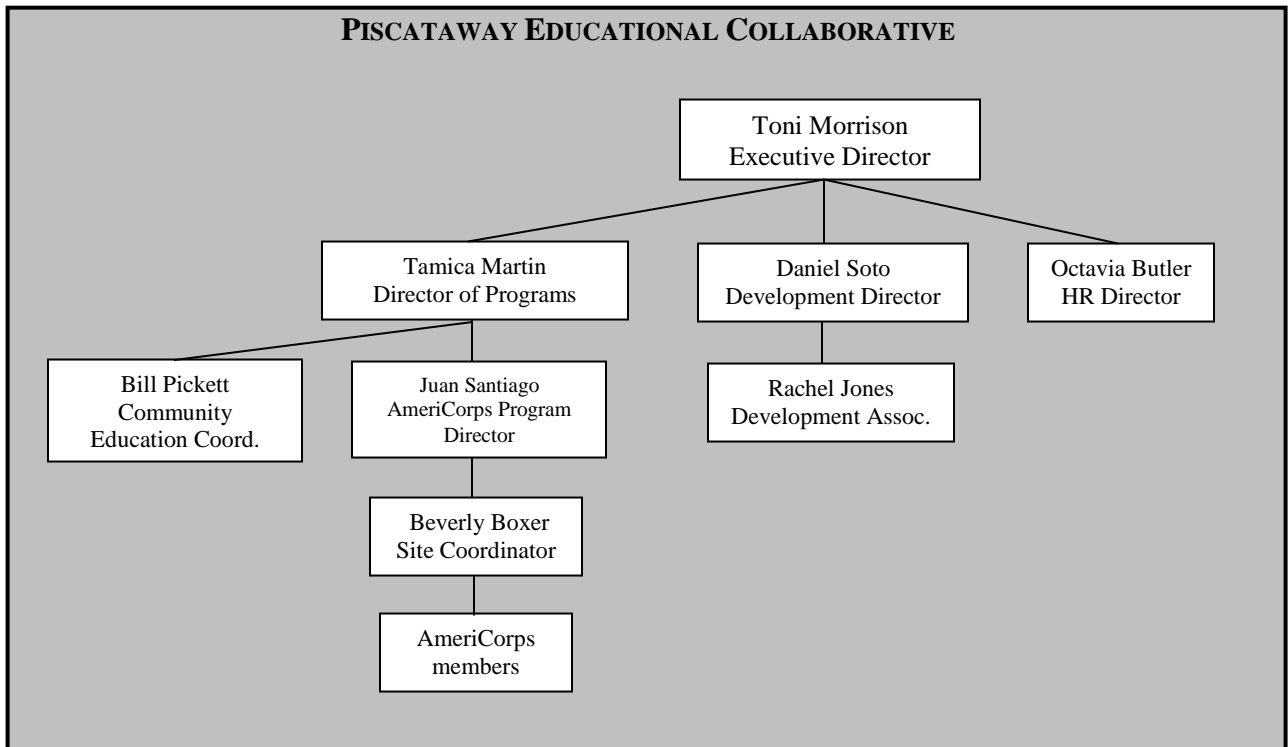 PISCATAWAY EDUCATIONAL COLLABORATIVE
Toni Morrison
Executive Director
Tamica Martin
Director of Programs
Daniel Soto
Development Director
Octavia Butler
HR Director
Bill Pickett
Community
Education Coord.
Juan Santiago
AmeriCorps Program
Director
Rachel Jones
Development Assoc.
Beverly Boxer
Site Coordinator
AmeriCorps
members